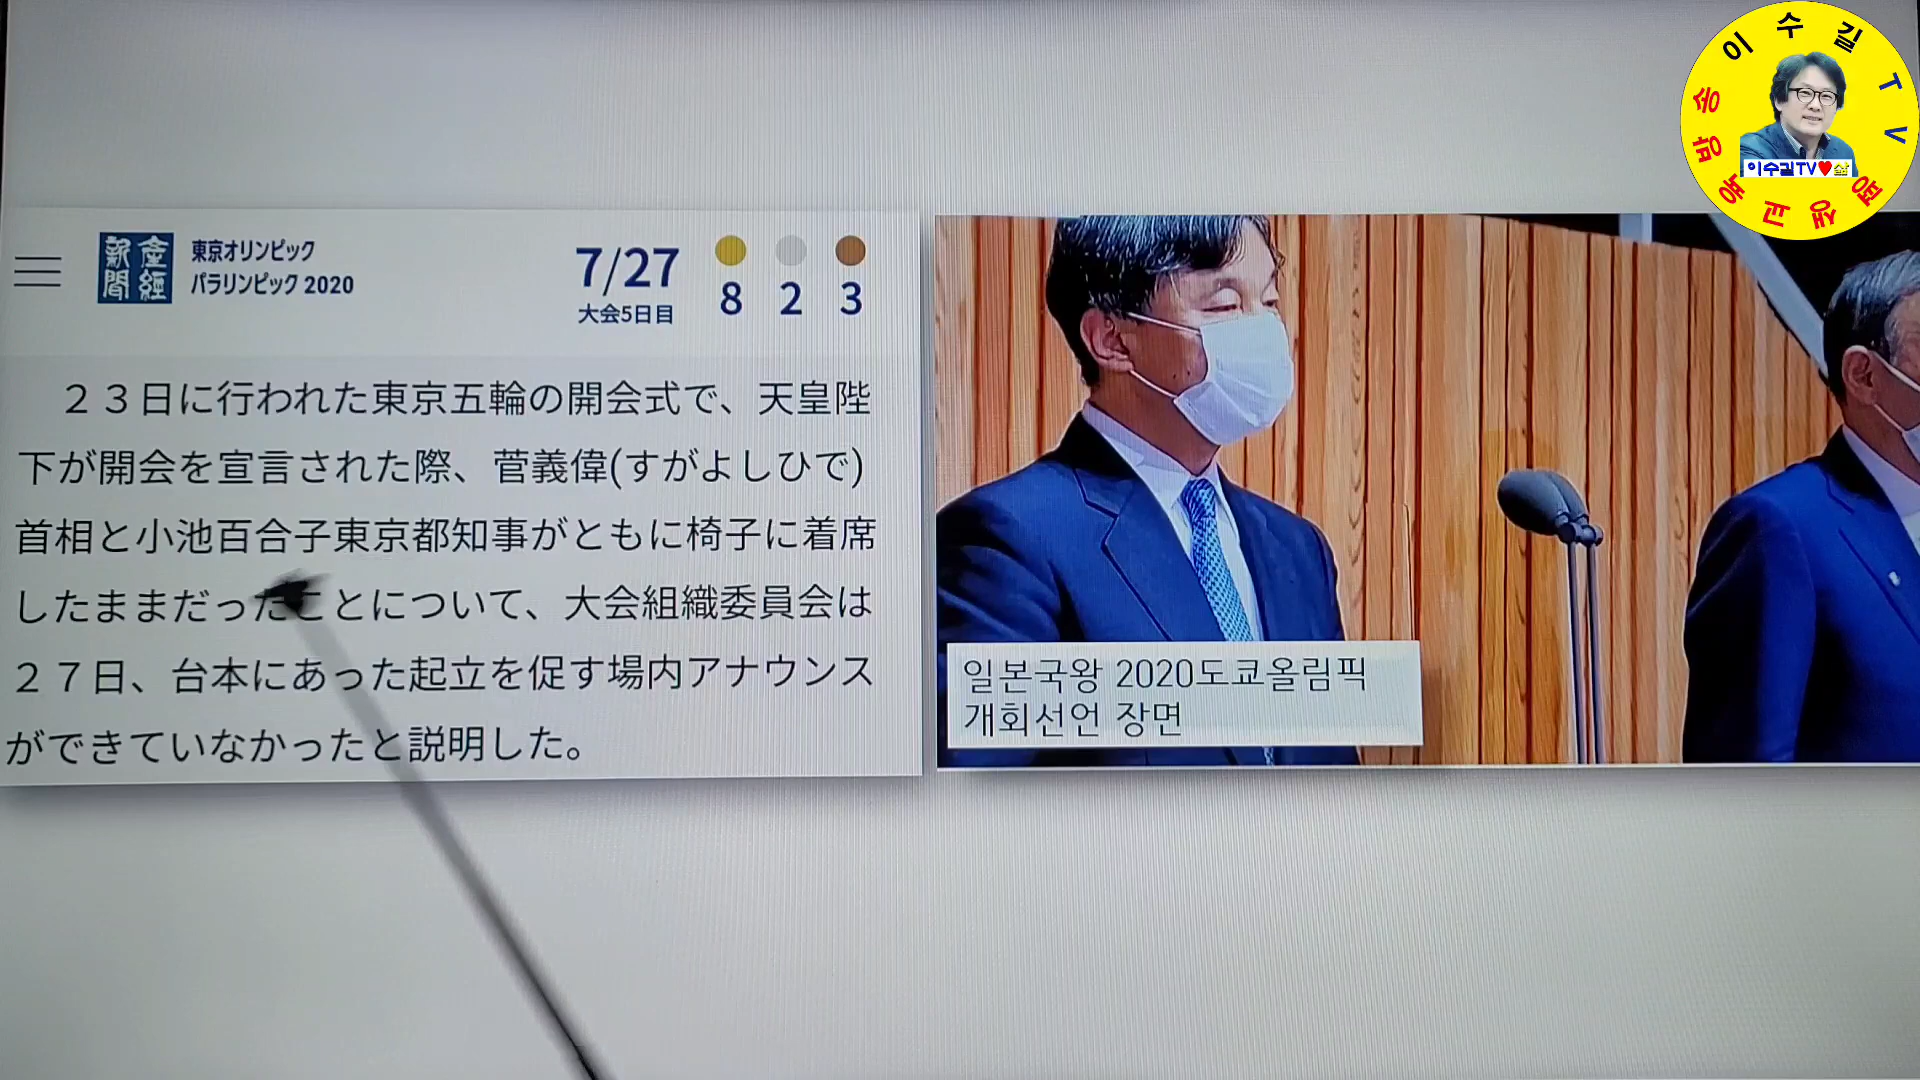 産経
新聞
東京オリンピック
パラリンピック 2020
7/27
大会5日目
8 2 3
２３日に行われた東京五輪の開会式で、天皇陛
下が開会を宣言された際、菅義偉(すがよしひで)
首相と小池百合子東京都知事がともに椅子に着席
したままだったことについて、大会組織委員会は
２７日、台本にあった起立を促す場内アナウンス
ができていなかったと説明した。
일본국왕 2020도쿄올림픽
개회선언 장면
이수길TV
평생교육방송
이수길TV♥삶